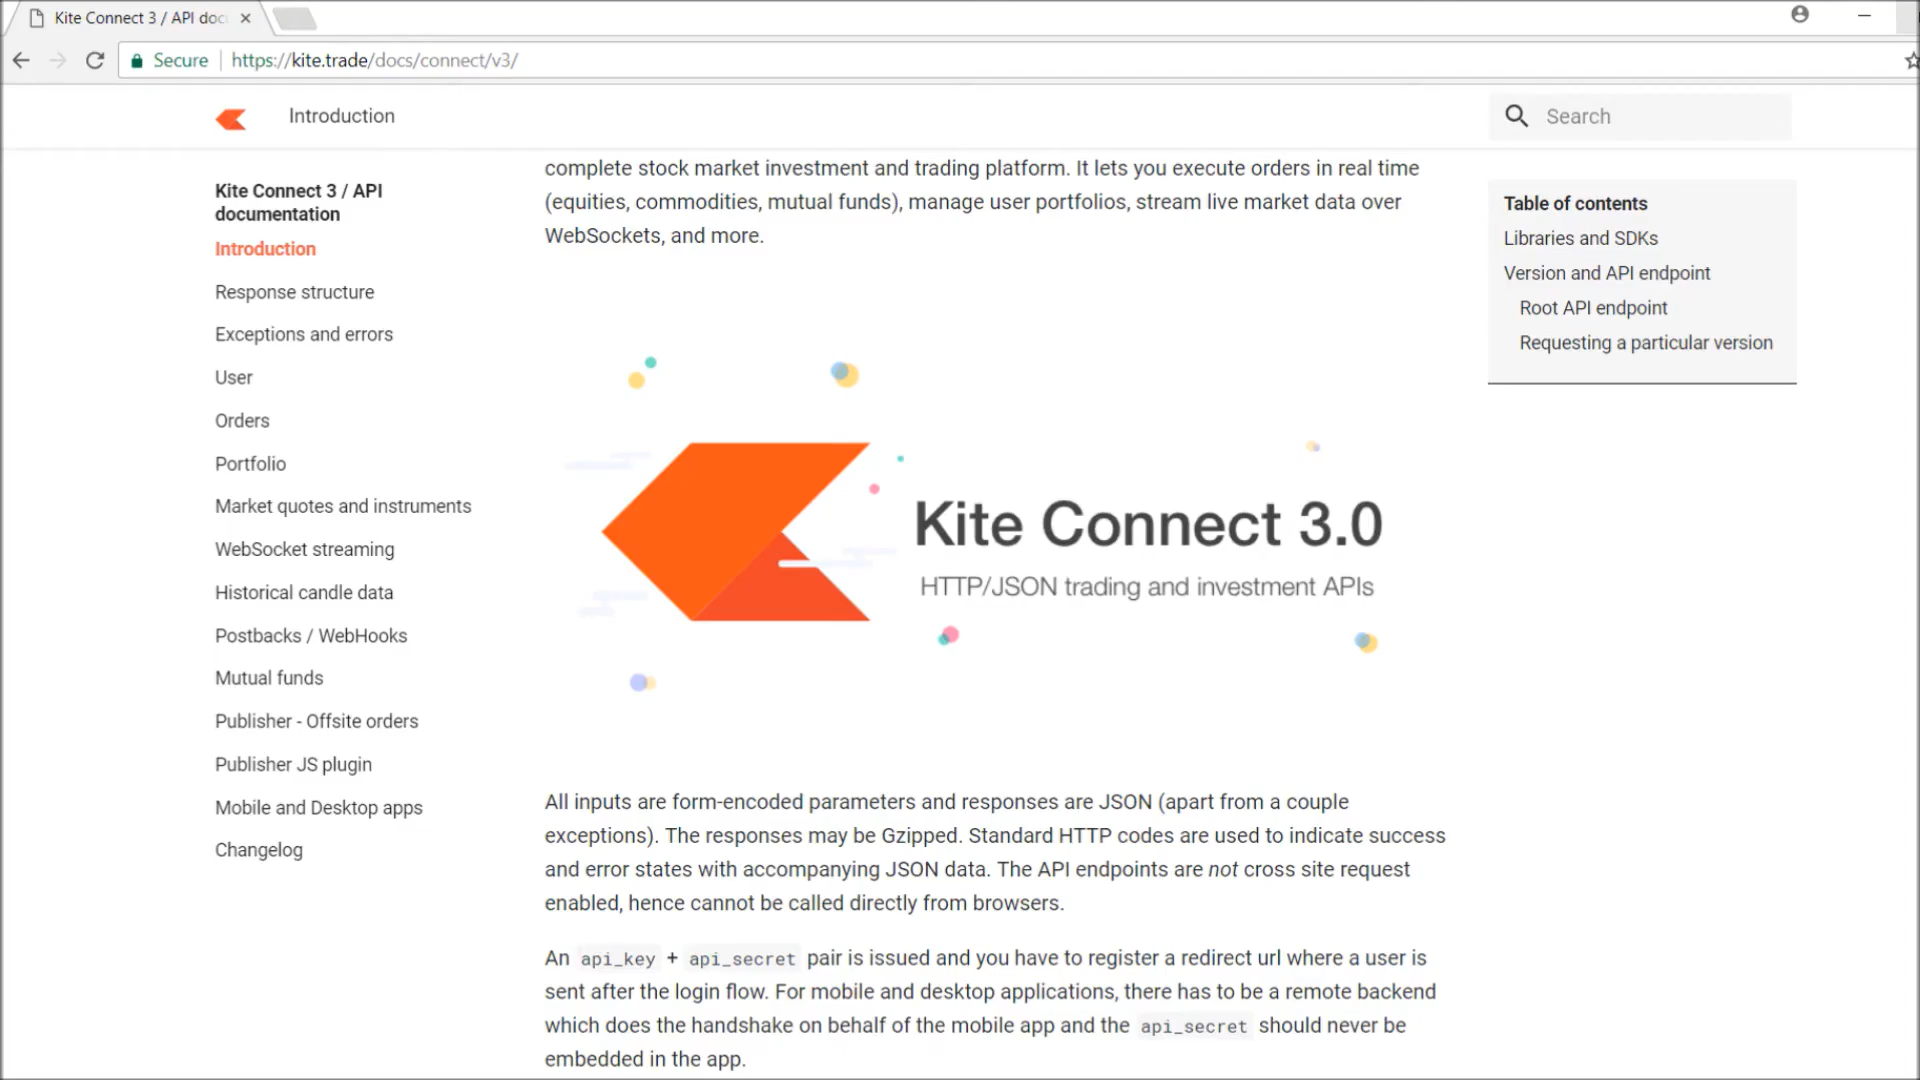 Kite Connect 3 / API doc
Secure
https://kite.trade/docs/connect/v3/
Introduction
Search
Kite Connect 3 / API
documentation
Introduction
Response structure
Exceptions and errors
User
Orders
Portfolio
Market quotes and instruments
WebSocket streaming
Historical candle data
Postbacks / WebHooks
Mutual funds
Publisher - Offsite orders
Publisher JS plugin
Mobile and Desktop apps
Changelog
complete stock market investment and trading platform. It lets you execute orders in real time
(equities, commodities, mutual funds), manage user portfolios, stream live market data over
WebSockets, and more.
Kite Connect 3.0
HTTP/JSON trading and investment APIs
All inputs are form-encoded parameters and responses are JSON (apart from a couple
exceptions). The responses may be Gzipped. Standard HTTP codes are used to indicate success
and error states with accompanying JSON data. The API endpoints are not cross site request
enabled, hence cannot be called directly from browsers.
An api_key + api_secret pair is issued and you have to register a redirect url where a user is
sent after the login flow. For mobile and desktop applications, there has to be a remote backend
which does the handshake on behalf of the mobile app and the api_secret should never be
embedded in the app.
Table of contents
Libraries and SDKs
Version and API endpoint
Root API endpoint
Requesting a particular version